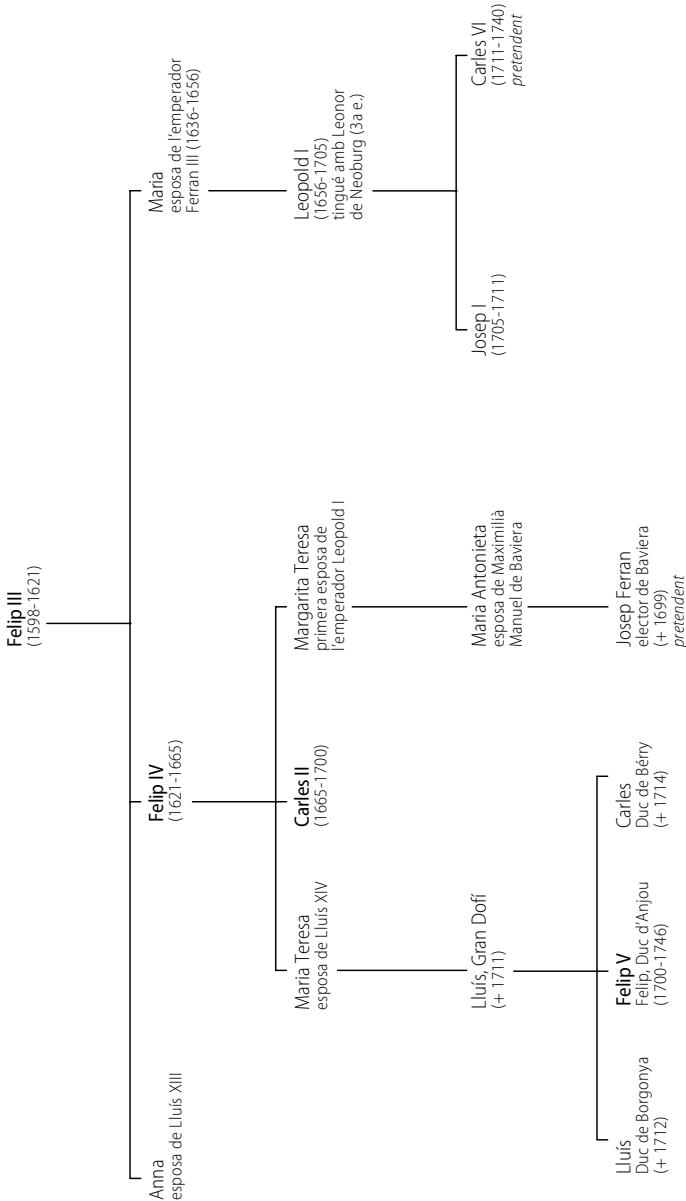 Felip III
(1598-1621)
Anna
esposa de Lluís XIII
Felip IV
(1621-1665)
Maria
esposa de l'emperador
Ferran III (1636-1656)
Maria Teresa
esposa de Lluís XIV
Carles II
(1665-1700)
Margarita Teresa
primera esposa de
l'emperador Leopold I
Leopold I
(1656-1705)
tingué amb Leonor
de Neoburg (3a e.)
Lluís, Gran Dofí
(+ 1711)
Maria Antonieta
esposa de Maximilià
Manuel de Baviera
Josep I
(1705-1711)
Carles VI
(1711-1740)
pretendent
Lluís
Duc de Borgonya
(+ 1712)
Felip V
Felip, Duc d'Anjou
(1700-1746)
Carles
Duc de Bérry
(+ 1714)
Josep Ferran
elector de Baviera
(+ 1699)
pretendent